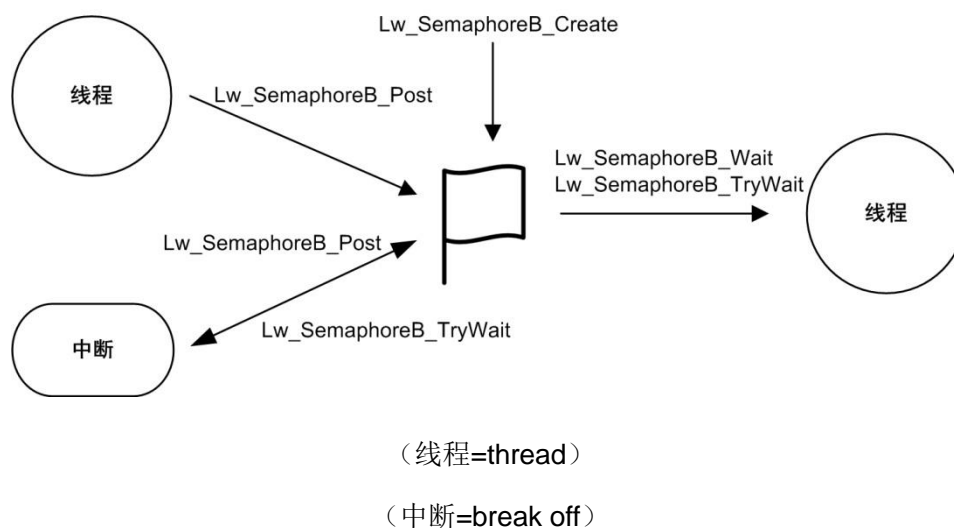 Lw_SemaphoreB_Create
线程
Lw_SemaphoreB_Post
Lw_SemaphoreB_Wait
Lw_SemaphoreB_TryWait
线程
Lw_SemaphoreB_Post
Lw_SemaphoreB_TryWait
中断
（线程=thread）
（中断=break off）